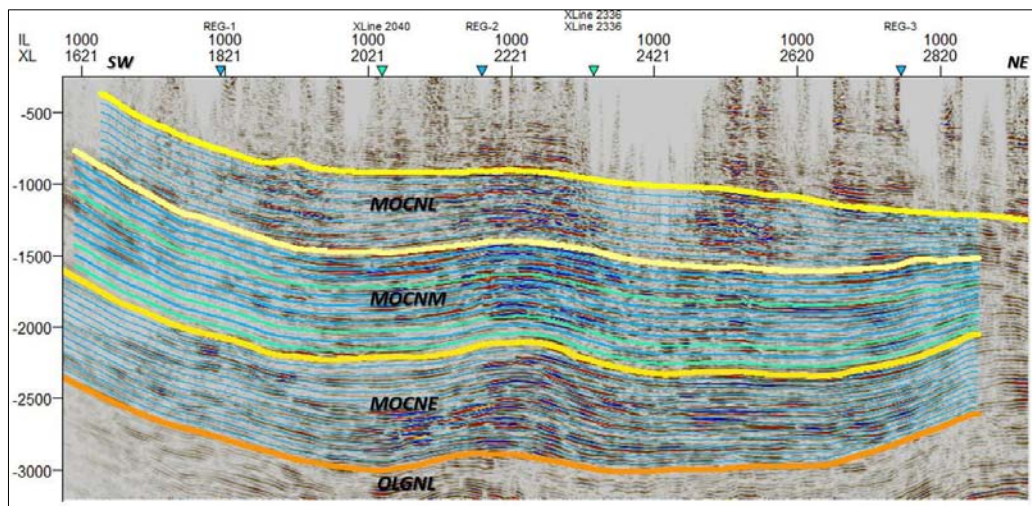 XLine 2336
REG-1 XLine 2040 REG-2 XLine 2336 REG-3
IL 1000 1000 1000 1000 1000 1000 1000
XL 1621 1821 2021 2221 2421 2620 2820
SW NE
-500
-1000
MOCNL
-1500
MOCNM
-2000
MOCNE
-2500
-3000
OLGNL